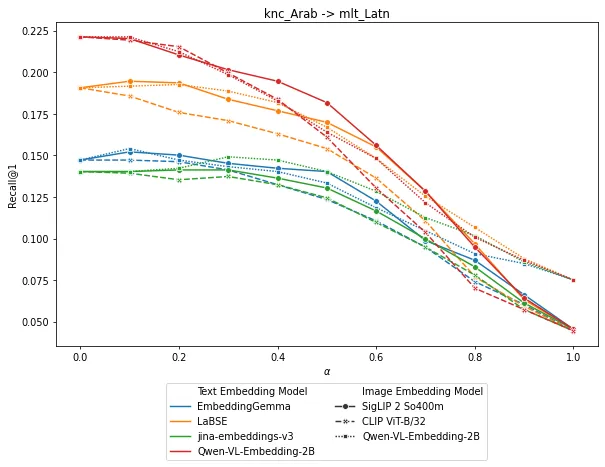 knc_Arab -> mlt_Latn
Recall@1
0.225
0.200
0.175
0.150
0.125
0.100
0.075
0.050
0.0 0.2 0.4 0.6 0.8 1.0
α
Text Embedding Model Image Embedding Model
EmbeddingGemma SigLIP 2 So400m
LaBSE CLIP ViT-B/32
jina-embeddings-v3 Qwen-VL-Embedding-2B
Qwen-VL-Embedding-2B